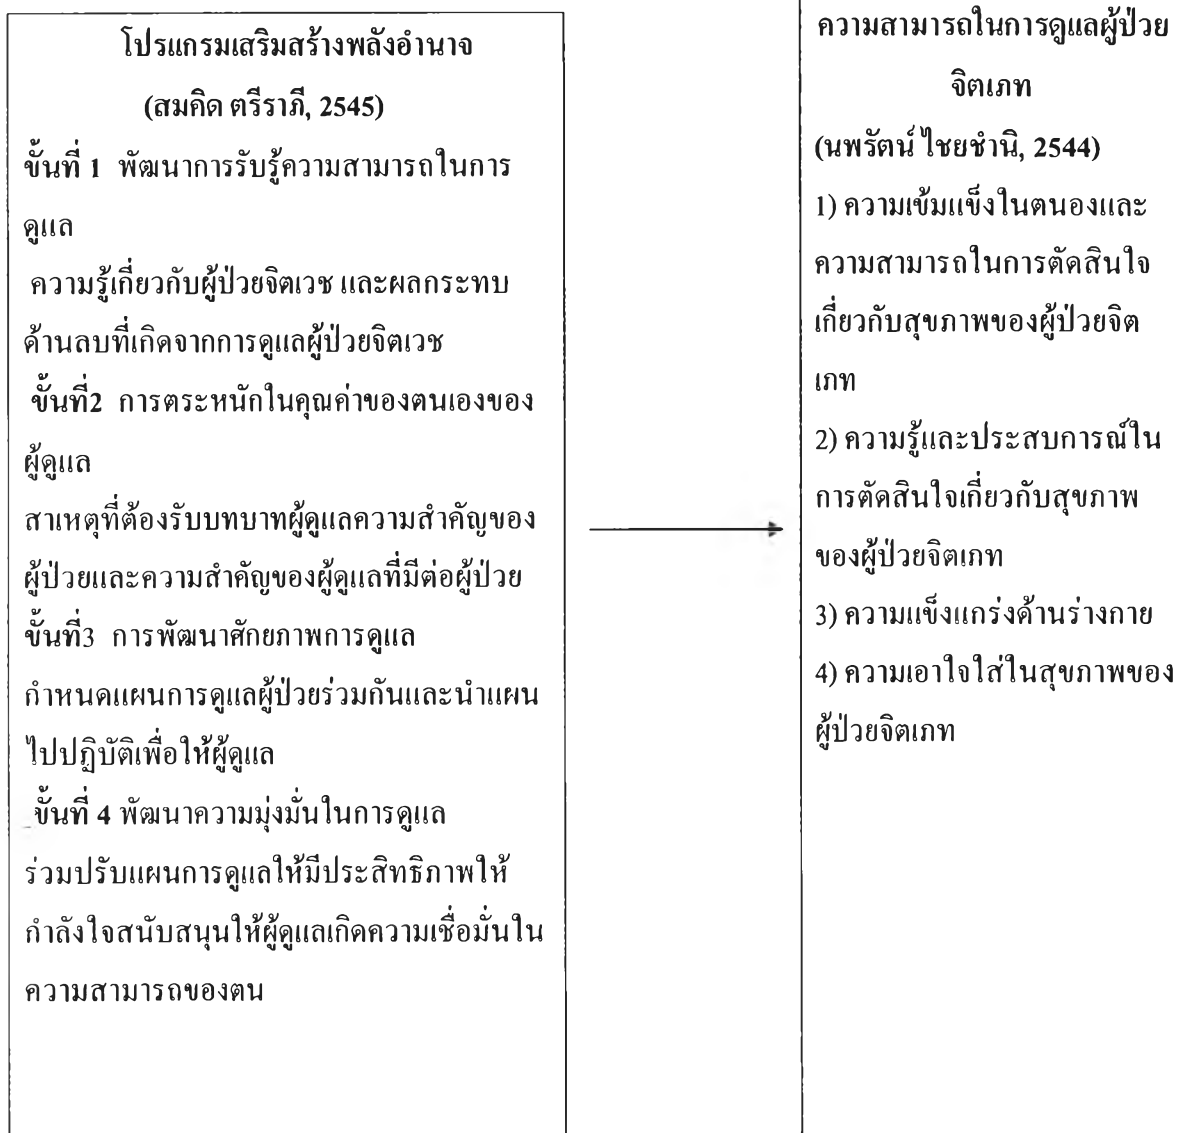 โปรแกรมเสริมสร้างพลังอำนาจ
(สมคิด ตรีราภี, 2545)
ขั้นที่ 1 พัฒนาการรับรู้ความสามารถในการ
ดูแล
ความรู้เกี่ยวกับผู้ป่วยจิตเวช และผลกระทบ
ด้านลบที่เกิดจากการดูแลผู้ป่วยจิตเวช
ขั้นที่2 การตระหนักในคุณค่าของตนเองของ
ผู้ดูแล
สาเหตุที่ต้องรับบทบาทผู้ดูแลความสำคัญของ
ผู้ป่วยและความสำคัญของผู้ดูแลที่มีต่อผู้ป่วย
ขั้นที่3 การพัฒนาศักยภาพการดูแล
กำหนดแผนการดูแลผู้ป่วยร่วมกันและนำแผน
ไปปฏิบัติเพื่อให้ผู้ดูแล
ขั้นที่ 4 พัฒนาความมุ่งมั่นในการดูแล
ร่วมปรับแผนการดูแลให้มีประสิทธิภาพให้
กำลังใจสนับสนุนให้ผู้ดูแลเกิดความเชื่อมั่นใน
ความสามารถของตน
ความสามารถในการดูแลผู้ป่วย
จิตเภท
(นพรัตน์ ไชยชำนิ, 2544)
1) ความเข้มแข็งในตนองและ
ความสามารถในการตัดสินใจ
เกี่ยวกับสุขภาพของผู้ป่วยจิต
เภท
2) ความรู้และประสบการณ์ใน
การตัดสินใจเกี่ยวกับสุขภาพ
ของผู้ป่วยจิตเภท
3) ความแข็งแกร่งด้านร่างกาย
4) ความเอาใจใส่ในสุขภาพของ
ผู้ป่วยจิตเภท